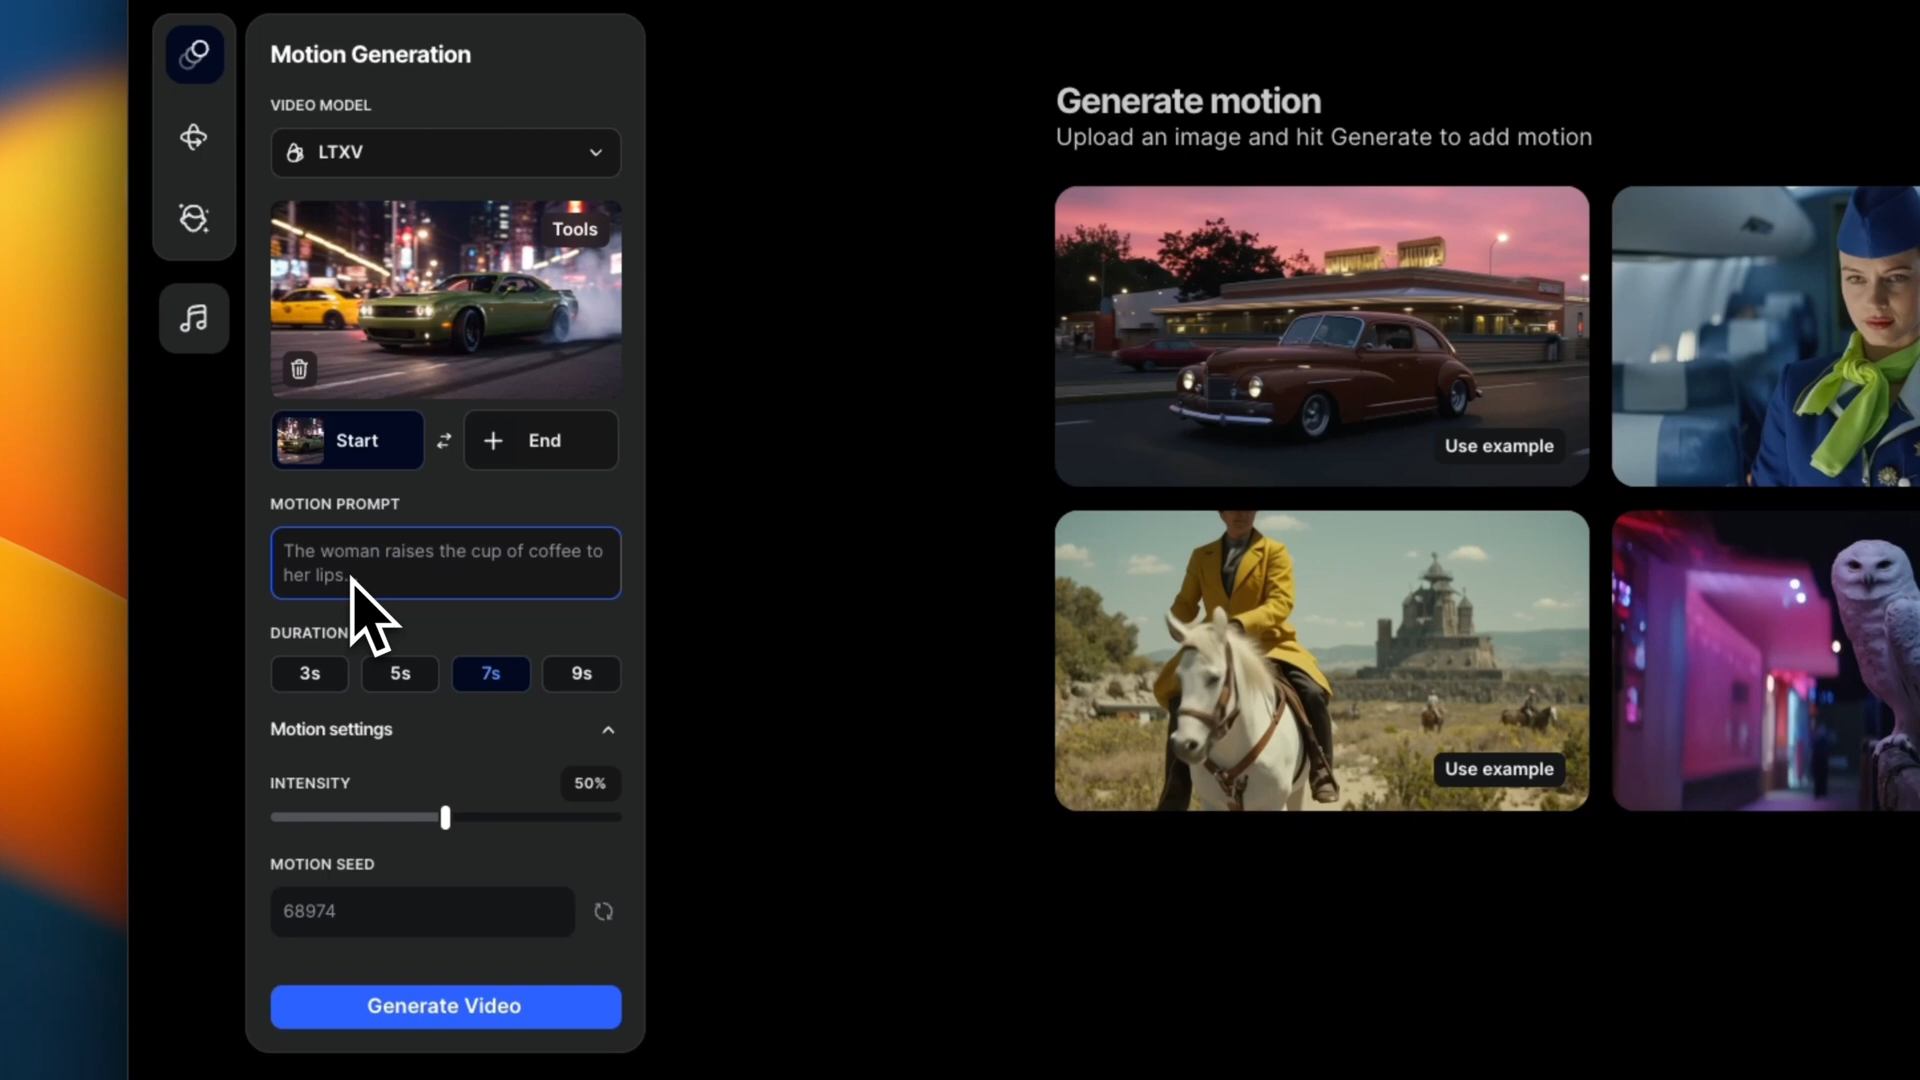 Motion Generation
VIDEO MODEL
LTXV
Tools
Start
End
MOTION PROMPT
The woman raises the cup of coffee to
her lips.
DURATION
3s
5s
7s
9s
Motion settings
INTENSITY
50%
MOTION SEED
68974
Generate Video
Generate motion
Upload an image and hit Generate to add motion
Use example
Use example